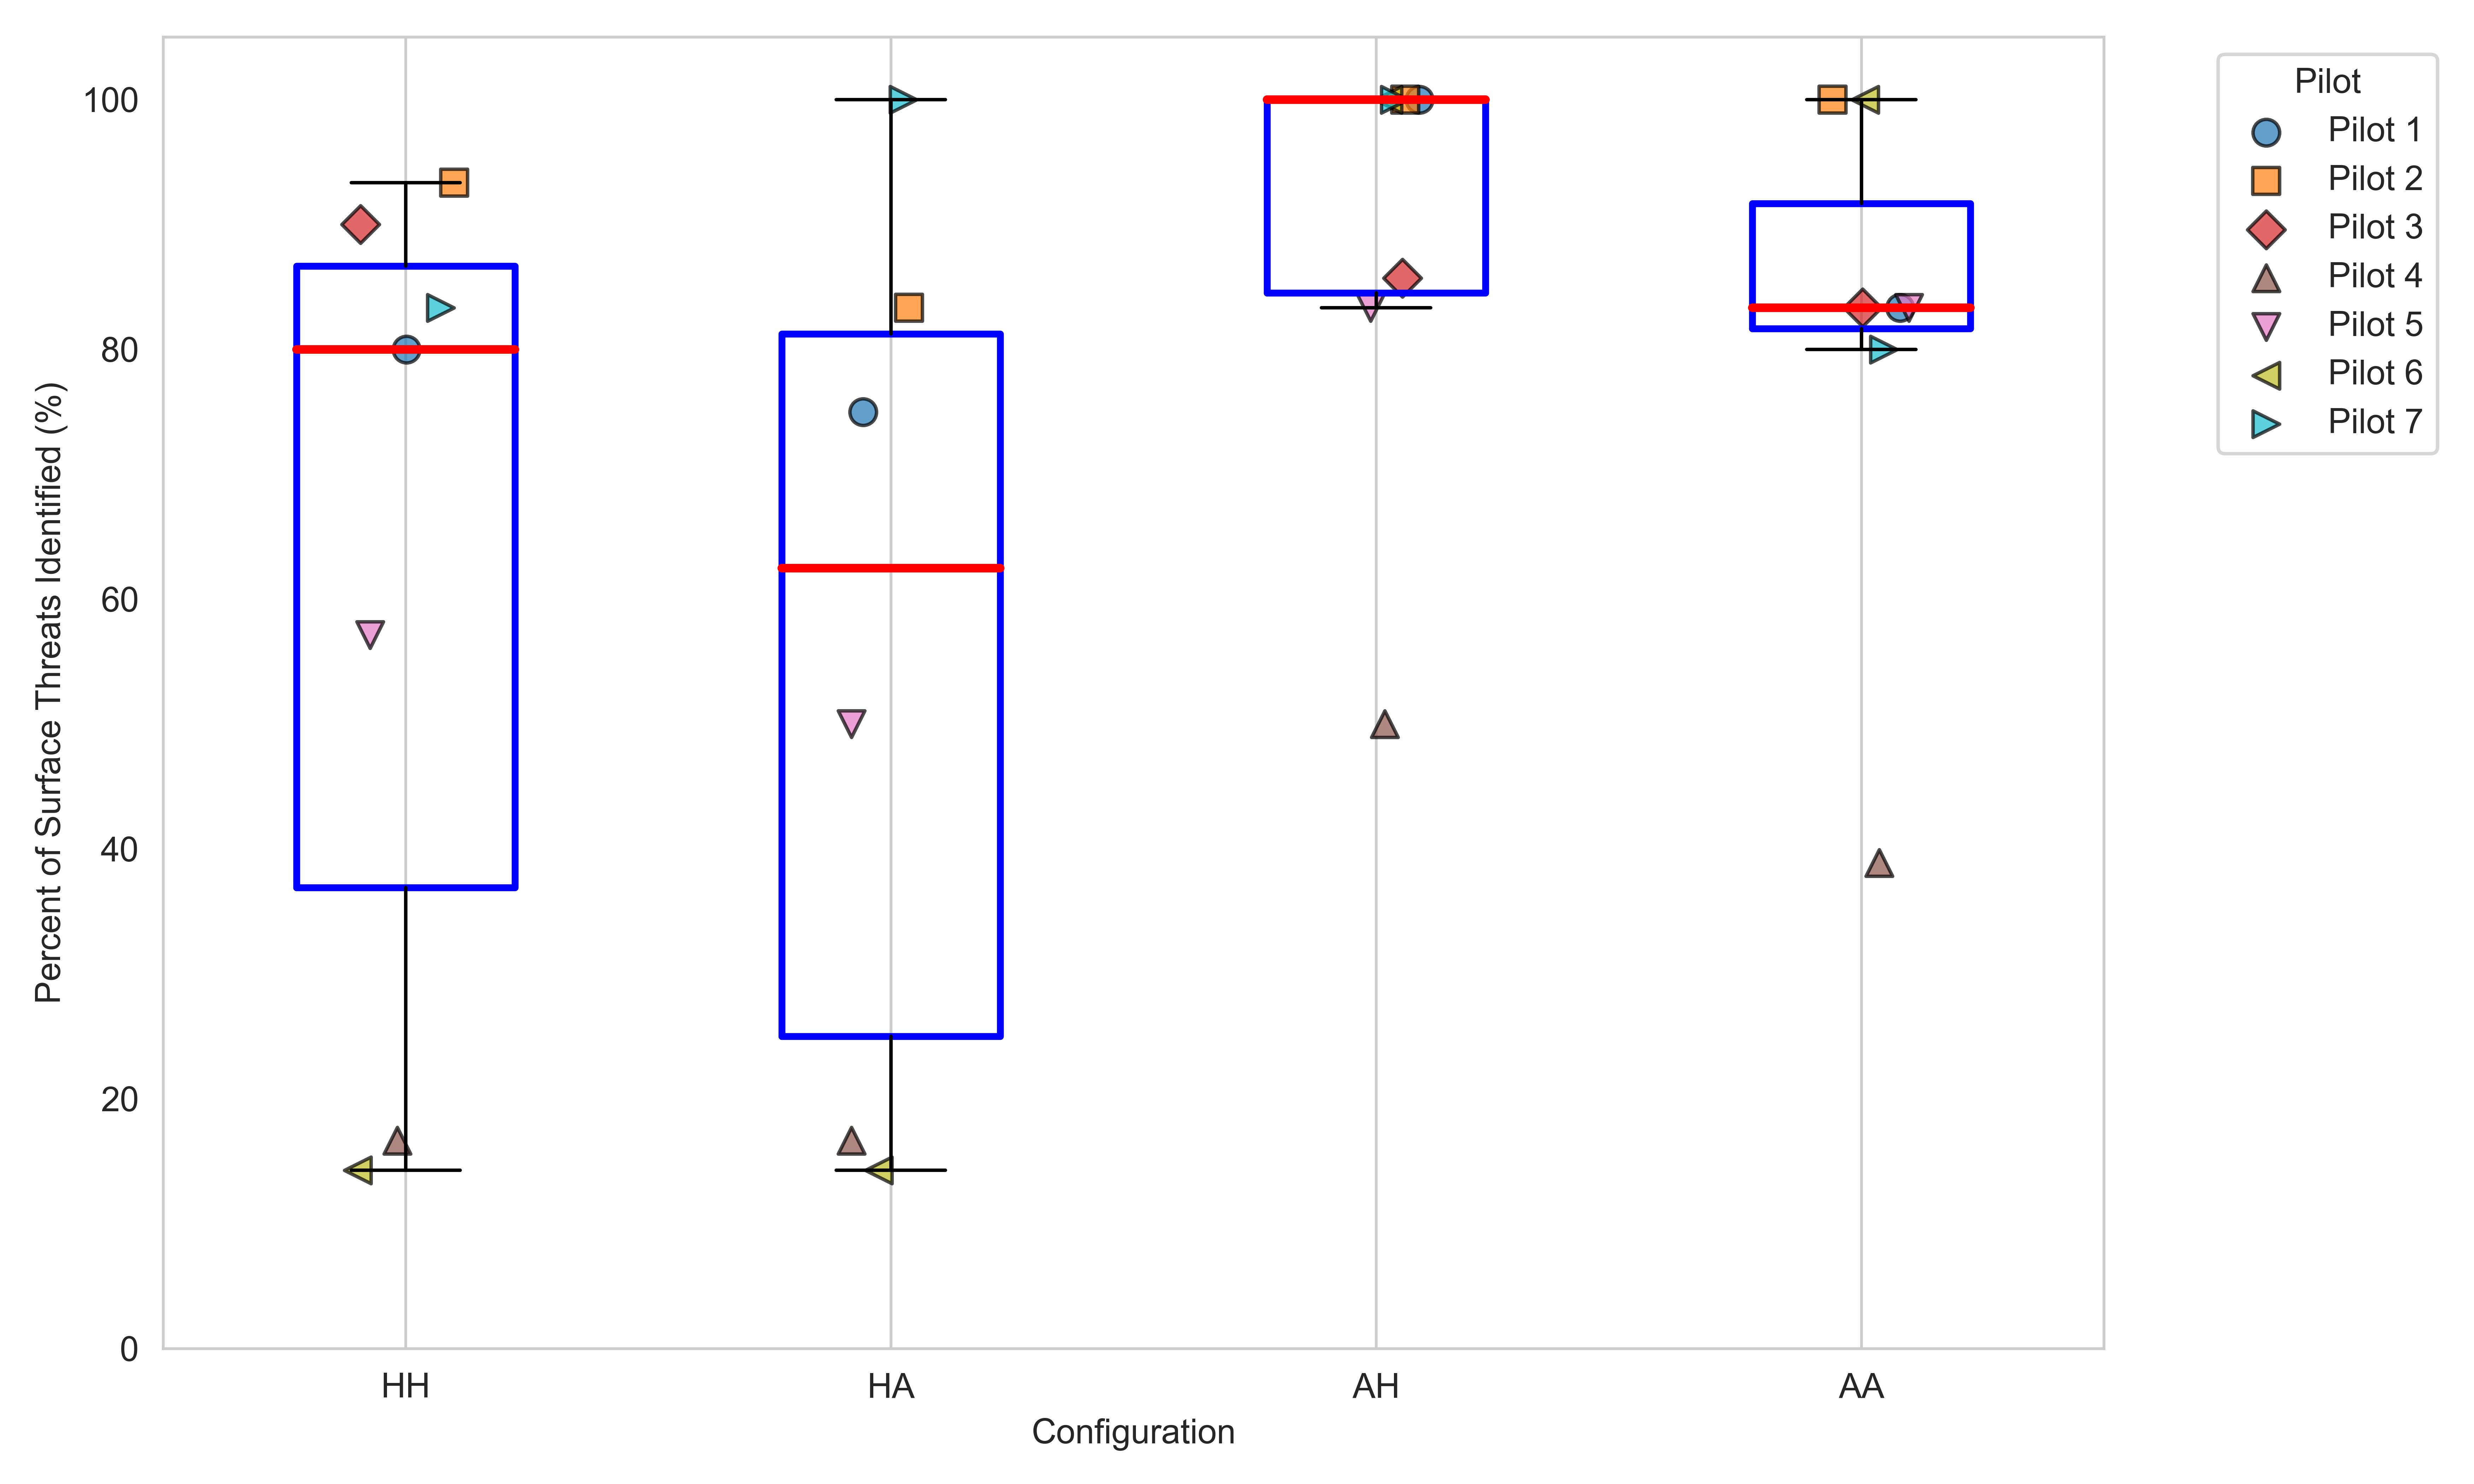 Percent of Surface Threats Identified (%)
100
80
60
40
20
0
HH
HA
AH
AA
Configuration
Pilot
Pilot 1
Pilot 2
Pilot 3
Pilot 4
Pilot 5
Pilot 6
Pilot 7